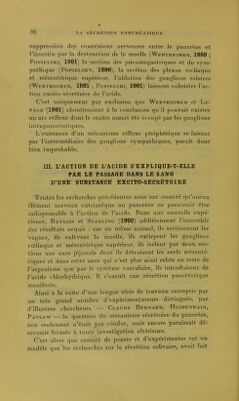 36 LA SÉCRÉTION PANCRÉATIQUE
suppression des connexions nerveuses entre le pancréas et
l'intestin par la destruction de la moelle (WERTHEIMER, 1899 ;
POPIELSKI, 1901) la section des pneumogastriques et du sym-
pathique (POPIELSKI, 1896), la section des plexus cœliaque
et mésentérique supérieur, l'ablation des ganglions solaires
(WERTHEIMER, 1901 ; POPIELSKI, 1901) laissent subsister l'ac-
tion excito-sécrétoire de l'acide.
C'est uniquement par exclusion que WERTHEIMER et LE-
PAGE (1901) aboutissaient à la conclusion qu'il pouvait exister
un arc réflexe dont le centre aurait été occupé par les ganglions
intrapancréatiques.
L'existence d'un mécanisme réflexe périphérique se faisant
par l'intermédiaire des ganglions sympathiques, paraît donc
bien improbable.
III. L'ACTION DE L'ACIDE S'EXPLIQUE-T-ELLE
PAR LE PASSAGE DANS LE SANG
D'UNE SUBSTANCE EXCITO-SECRÉTOIRE
Toutes les recherches précédentes nous ont montré qu'aucun
élément nerveux extrinsèque au pancréas ne pouvait être
indispensable à l'action de l'acide. Dans une nouvelle expé-
rience, BAYLISS et STARLING (1902) additionnent l'ensemble
des résultats acquis : sur un même animal, ils sectionnent les
vagues, ils enlèvent la moelle, ils extirpent les ganglions
cœliaque et mésentérique supérieur, ils isolent par deux sec-
tions une anse jéjunale dont ils détruisent les nerfs mésenté-
riques et dans cette anse qui n'est plus ainsi reliée au reste de
l'organisme que par le système vasculaire, ils introduisent de
l'acide chlorhydrique. Il s'ensuit une sécrétion pancréatique
manifeste.
Ainsi à la suite d'une longue série de travaux entrepris par
un très grand nombre d'expérimentateurs distingués, par
d'illustres chercheurs — CLAUDE BERNARD, HEIDENHAIN,
PAVLOW — la question du mécanisme sécrétoire du pancréas,
non seulement n'était pas résolue, mais encore paraissait dé-
sormais fermée à toute investigation ultérieure.
C'est alors que cessant de penser et d'expérimenter sur un
modèle que les recherches sur la sécrétion salivaire, avait fait